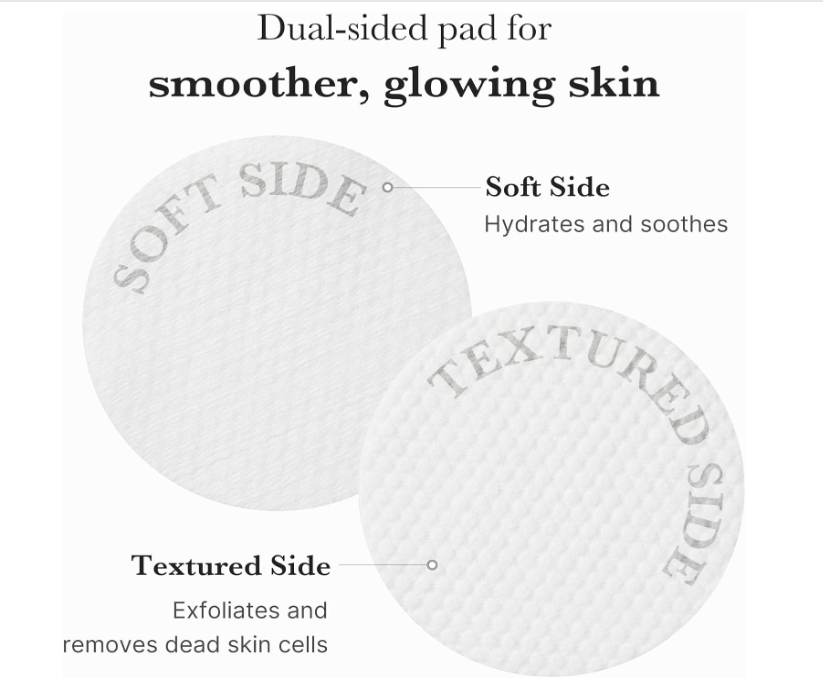 Dual-sided pad for
smoother, glowing skin
SOFT SIDE
Soft Side
Hydrates and soothes
TEXTURED SIDE
Textured Side
Exfoliates and
removes dead skin cells